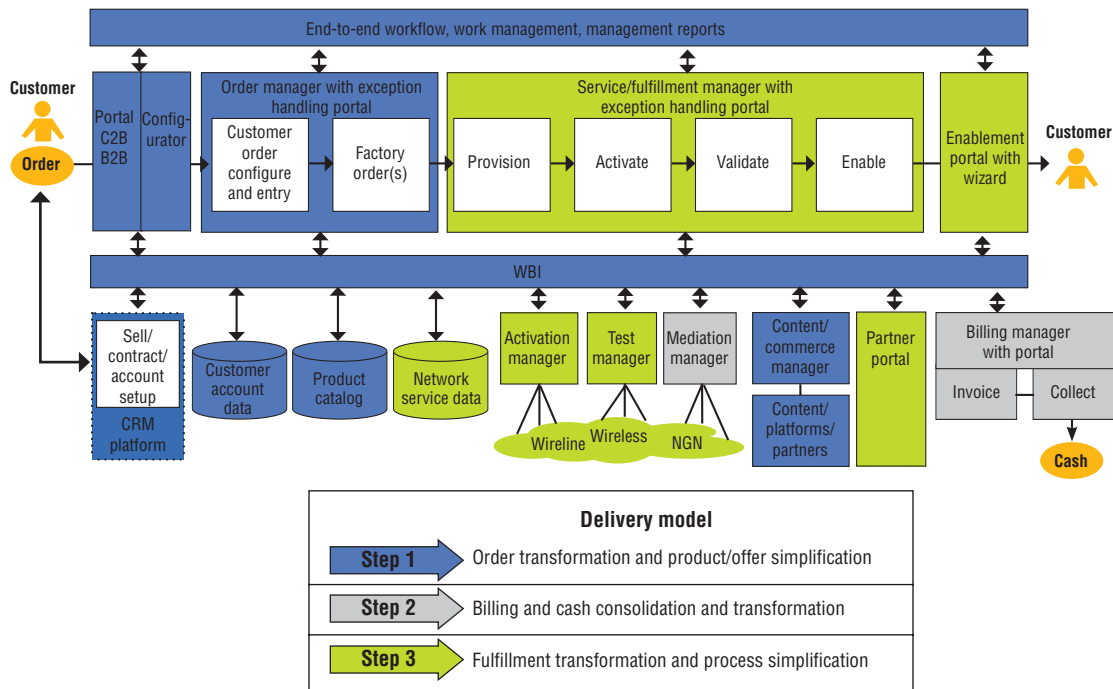 End-to-end workflow, work management, management reports
Customer
Order
Portal
C2B
B2B
Config-
urator
Order manager with exception
handling portal
Customer
order
configure
and entry
Factory
order(s)
Service/fulfillment manager with
exception handling portal
Provision
Activate
Validate
Enable
Enablement
portal with
wizard
Customer
WBI
Sell/
contract/
account
setup
CRM
platform
Customer
account
data
Product
catalog
Network
service data
Activation
manager
Test
manager
Mediation
manager
Wireline
Wireless
NGN
Content/
commerce
manager
Content/
platforms/
partners
Partner
portal
Billing manager
with portal
Invoice
Collect
Cash
Delivery model
Step 1
Order transformation and product/offer simplification
Step 2
Billing and cash consolidation and transformation
Step 3
Fulfillment transformation and process simplification